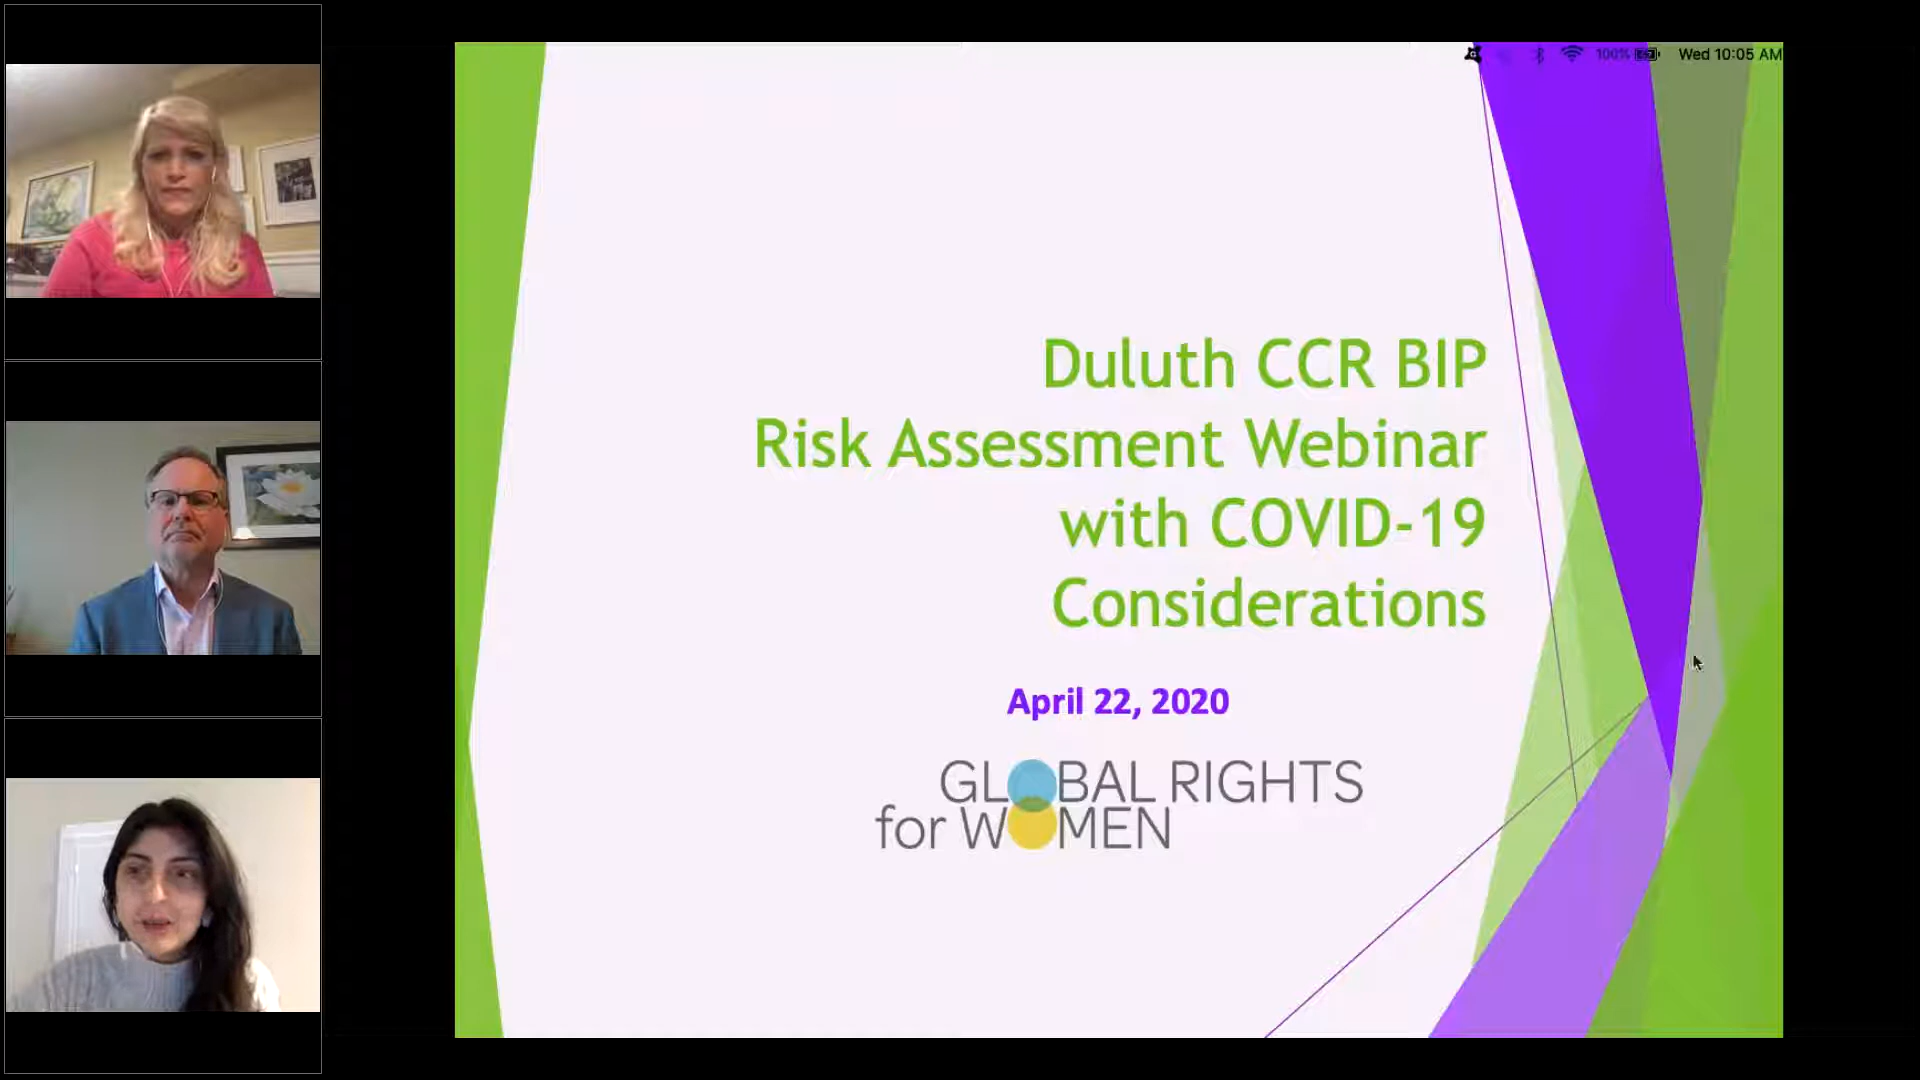 100% Wed 10:05 AM
Duluth CCR BIP
Risk Assessment Webinar
with COVID-19
Considerations
April 22, 2020
GLOBAL RIGHTS
for WOMEN